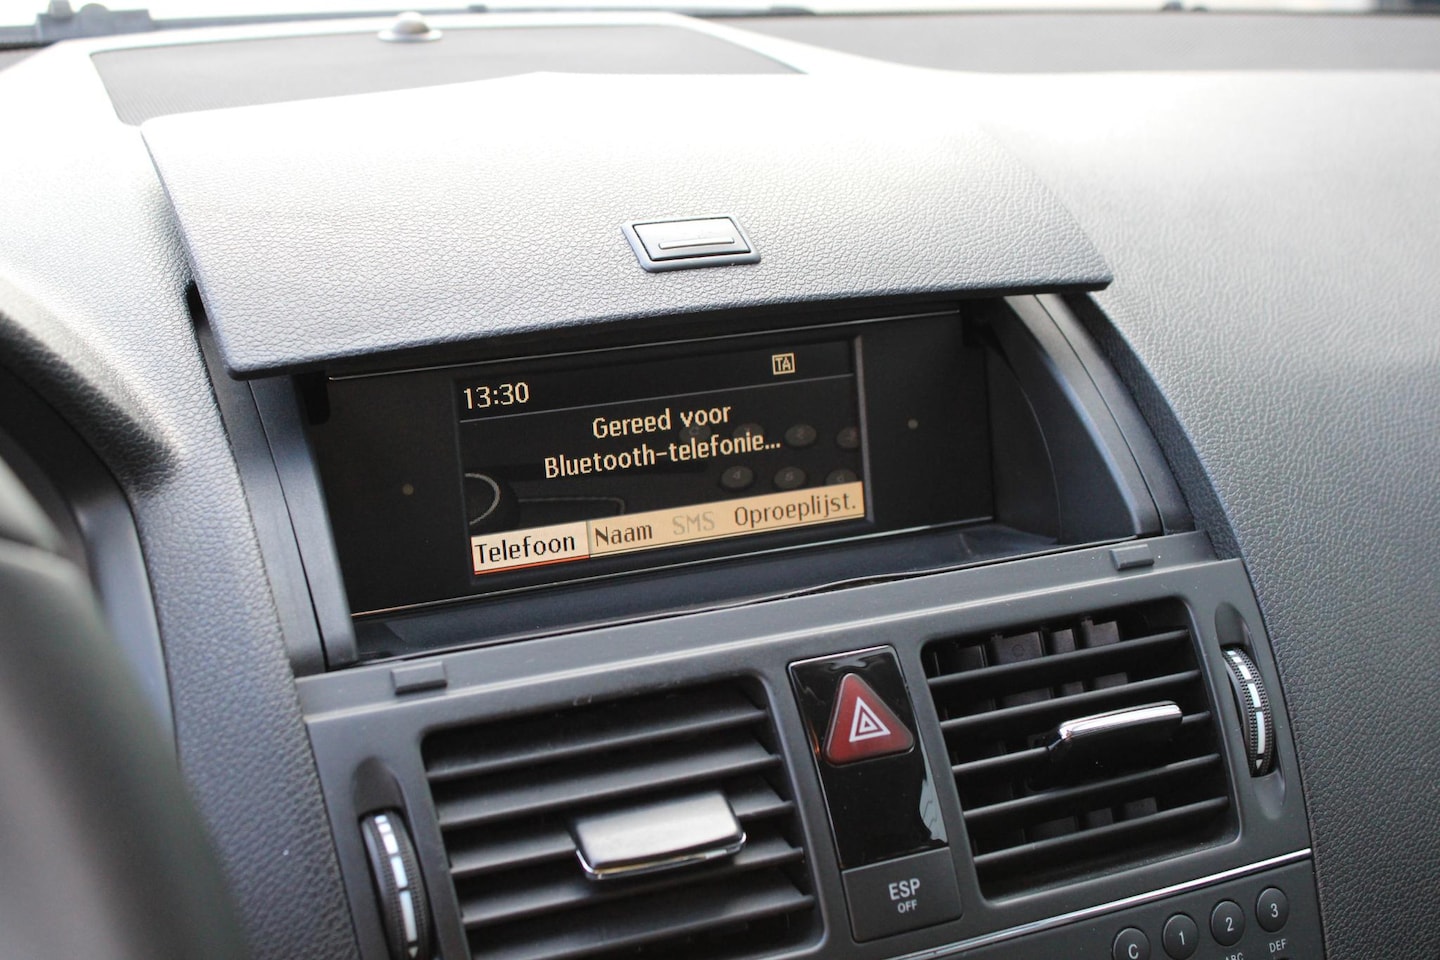 TA
13:30
Gereed voor
Bluetooth-telefonie...
Telefoon Naam SMS Oproeplijst.
ESP
OFF
C 1 2 3
ABC DEF